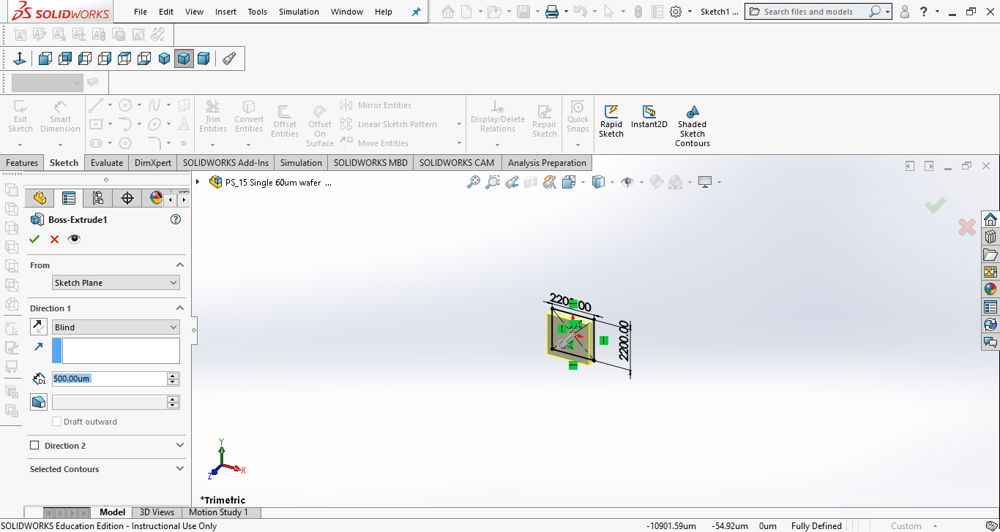 SOLIDWORKS
File Edit View Insert Tools Simulation Window Help
Sketch1 ...
Search files and models
Exit Sketch
Smart Dimension
Trim Entities
Convert Entities
Offset Entities
Offset On Surface
Mirror Entities
Linear Sketch Pattern
Move Entities
Display/Delete Relations
Repair Sketch
Quick Snaps
Rapid Sketch
Instant2D
Shaded Sketch Contours
Features Sketch Evaluate DimXpert SOLIDWORKS Add-Ins Simulation SOLIDWORKS MBD SOLIDWORKS CAM Analysis Preparation
PS_15 Single 60um wafer ...
Boss-Extrude1
From
Sketch Plane
Direction 1
Blind
D1
500.00um
Draft outward
Direction 2
Selected Contours
2200.00
Y
X
Z
*Trimetric
Model 3D Views Motion Study 1
SOLIDWORKS Education Edition - Instructional Use Only
-10901.59um -54.92um 0um Fully Defined Custom